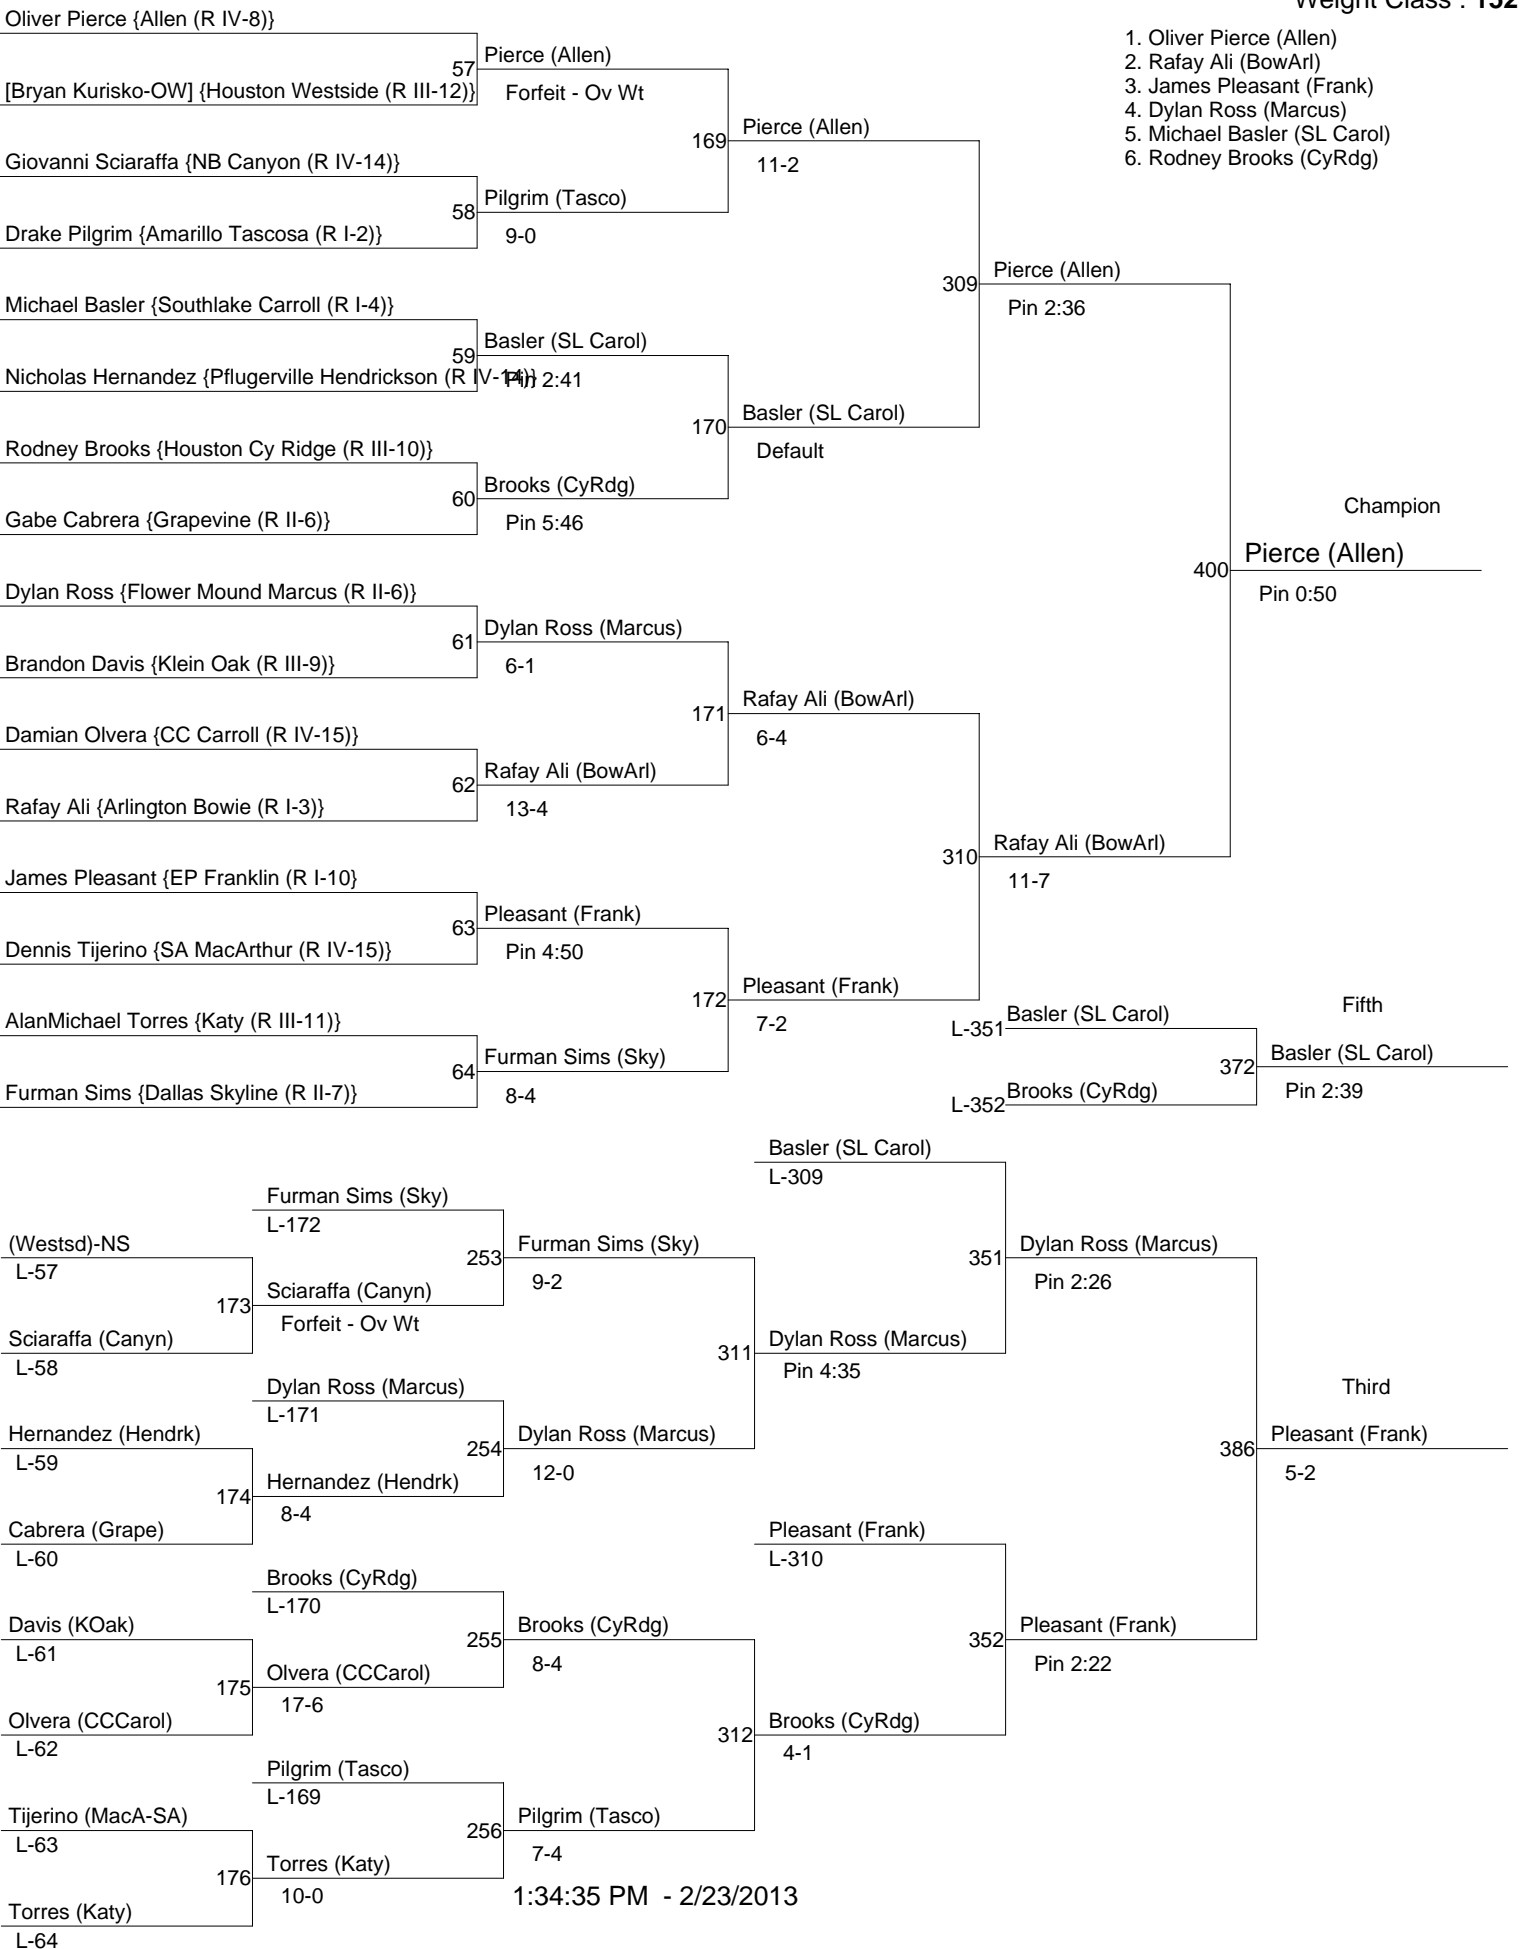 Weight Class : 152
1. Oliver Pierce (Allen)
2. Rafay Ali (BowArl)
3. James Pleasant (Frank)
4. Dylan Ross (Marcus)
5. Michael Basler (SL Carol)
6. Rodney Brooks (CyRdg)
Oliver Pierce {Allen (R IV-8)}
57
Pierce (Allen)
[Bryan Kurisko-OW] {Houston Westside (R III-12)}
Forfeit - Ov Wt
169
Pierce (Allen)
11-2
Giovanni Sciaraffa {NB Canyon (R IV-14)}
58
Pilgrim (Tasco)
Drake Pilgrim {Amarillo Tascosa (R I-2)}
9-0
309
Pierce (Allen)
Pin 2:36
Michael Basler {Southlake Carroll (R I-4)}
59
Basler (SL Carol)
Nicholas Hernandez {Pflugerville Hendrickson (R IV-14)}
Pin 2:41
170
Basler (SL Carol)
Default
Rodney Brooks {Houston Cy Ridge (R III-10)}
60
Brooks (CyRdg)
Gabe Cabrera {Grapevine (R II-6)}
Pin 5:46
Champion
400
Pierce (Allen)
Pin 0:50
Dylan Ross {Flower Mound Marcus (R II-6)}
61
Dylan Ross (Marcus)
Brandon Davis {Klein Oak (R III-9)}
6-1
171
Rafay Ali (BowArl)
6-4
Damian Olvera {CC Carroll (R IV-15)}
62
Rafay Ali (BowArl)
Rafay Ali {Arlington Bowie (R I-3)}
13-4
310
Rafay Ali (BowArl)
11-7
James Pleasant {EP Franklin (R I-10}
63
Pleasant (Frank)
Dennis Tijerino {SA MacArthur (R IV-15)}
Pin 4:50
172
Pleasant (Frank)
7-2
AlanMichael Torres {Katy (R III-11)}
64
Furman Sims (Sky)
Furman Sims {Dallas Skyline (R II-7)}
8-4
Fifth
L-351
Basler (SL Carol)
372
Basler (SL Carol)
Pin 2:39
L-352
Brooks (CyRdg)
Basler (SL Carol)
L-309
Furman Sims (Sky)
L-172
(Westsd)-NS
L-57
253
Furman Sims (Sky)
9-2
351
Dylan Ross (Marcus)
Pin 2:26
173
Sciaraffa (Canyn)
Forfeit - Ov Wt
Sciaraffa (Canyn)
L-58
311
Dylan Ross (Marcus)
Pin 4:35
Dylan Ross (Marcus)
L-171
Third
Hernandez (Hendrk)
L-59
254
Dylan Ross (Marcus)
12-0
386
Pleasant (Frank)
5-2
174
Hernandez (Hendrk)
8-4
Cabrera (Grape)
L-60
Pleasant (Frank)
L-310
Brooks (CyRdg)
L-170
Davis (KOak)
L-61
255
Brooks (CyRdg)
8-4
352
Pleasant (Frank)
Pin 2:22
175
Olvera (CCCarol)
17-6
Olvera (CCCarol)
L-62
312
Brooks (CyRdg)
4-1
Pilgrim (Tasco)
L-169
Tijerino (MacA-SA)
L-63
256
Pilgrim (Tasco)
7-4
176
Torres (Katy)
10-0
Torres (Katy)
L-64
1:34:35 PM - 2/23/2013